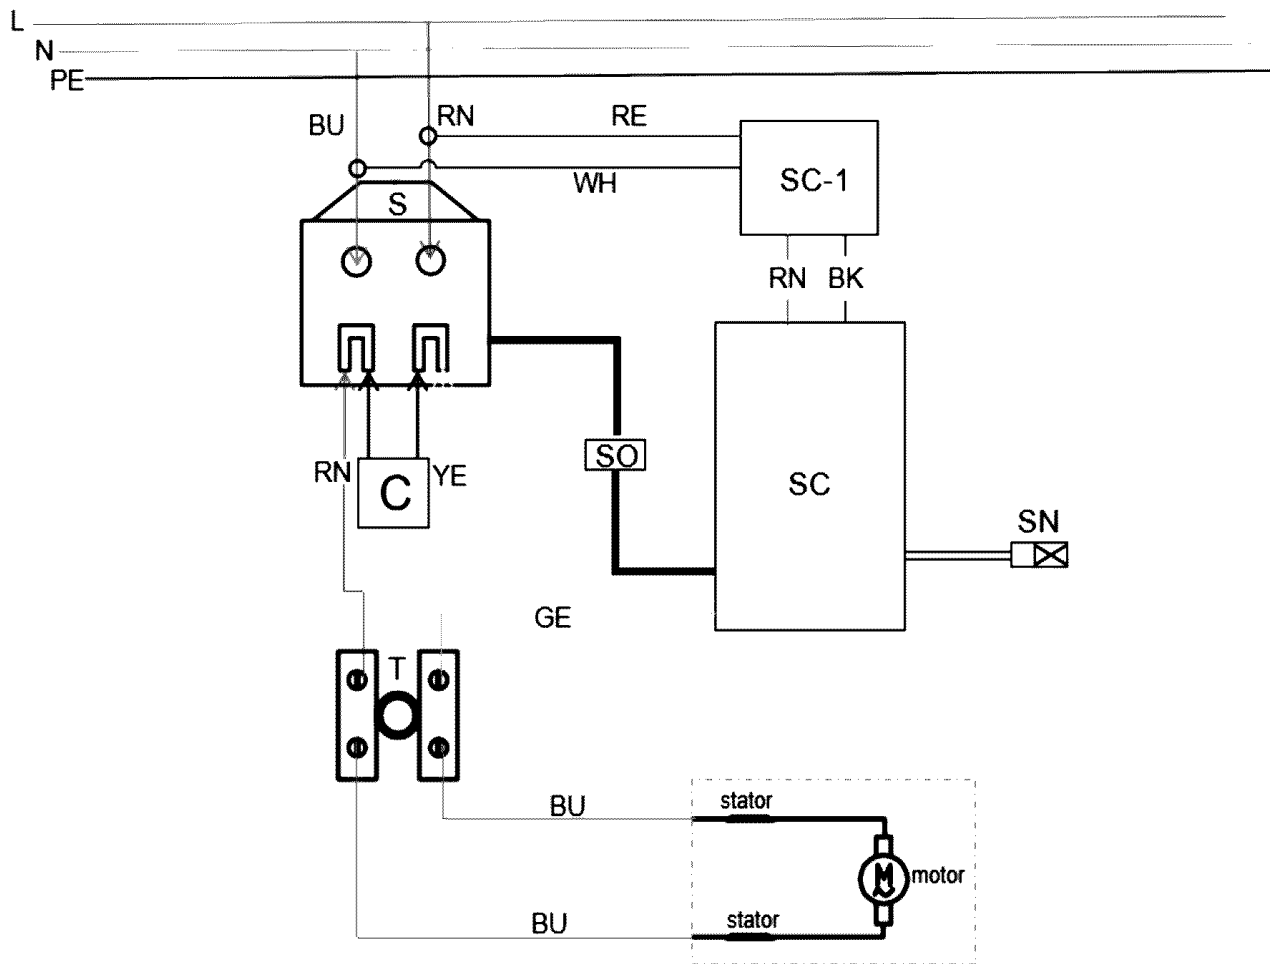 L
N
PE
BU
RN
RE
WH
SC-1
S
RN
BK
RN
C
YE
SO
SC
SN
GE
T
BU
stator
M
motor
BU
stator